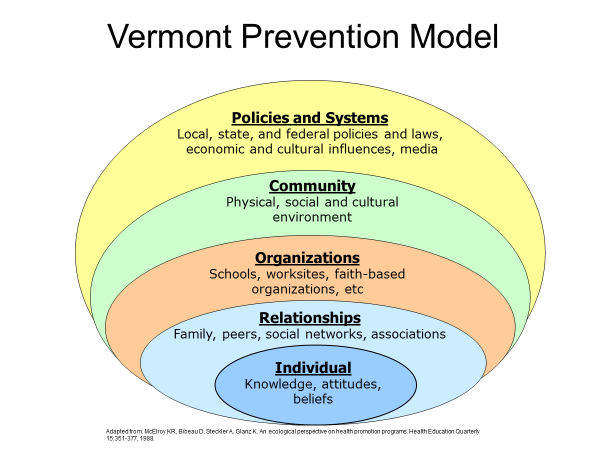 Vermont Prevention Model
Policies and Systems
Local, state, and federal policies and laws,
economic and cultural influences, media
Community
Physical, social and cultural
environment
Organizations
Schools, worksites, faith-based
organizations, etc
Relationships
Family, peers, social networks, associations
Individual
Knowledge, attitudes,
beliefs
Adapted from: McElroy KR, Bibeau D, Steckler A, Glanz K. An ecological perspective on health promotion programs. Health Education Quarterly
15:351-377, 1988.